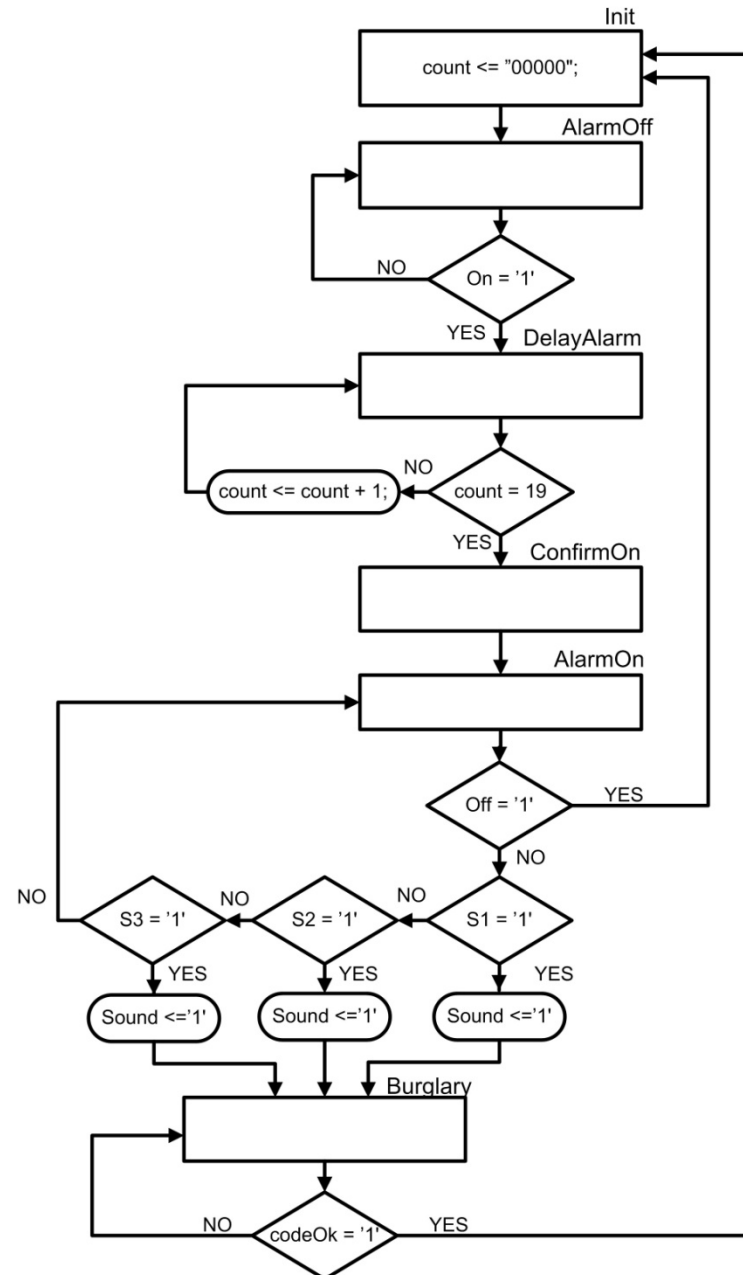 Init
count <= ”00000";
AlarmOff
NO
On = ’1'
YES
DelayAlarm
NO
count <= count + 1;
count = 19
YES
ConfirmOn
AlarmOn
Off = ’1'
YES
NO
NO
NO
NO
S3 = ’1'
S2 = ’1'
S1 = ’1'
YES
YES
YES
Sound <=’1'
Sound <=’1'
Sound <=’1'
Burglary
NO
codeOk = ’1'
YES